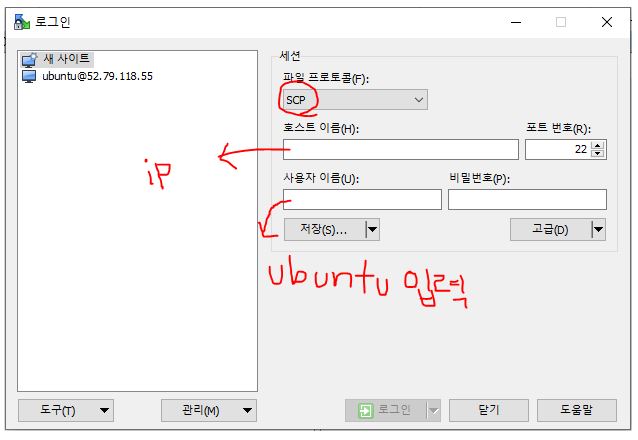 로그인
새 사이트
ubuntu@52.79.118.55
세션
파일 프로토콜(F):
SCP
호스트 이름(H):
포트 번호(R):
22
iP
사용자 이름(U):
비밀번호(P):
저장(S)...
고급(D)
ubuntu 입력
도구(T)
관리(M)
로그인
닫기
도움말